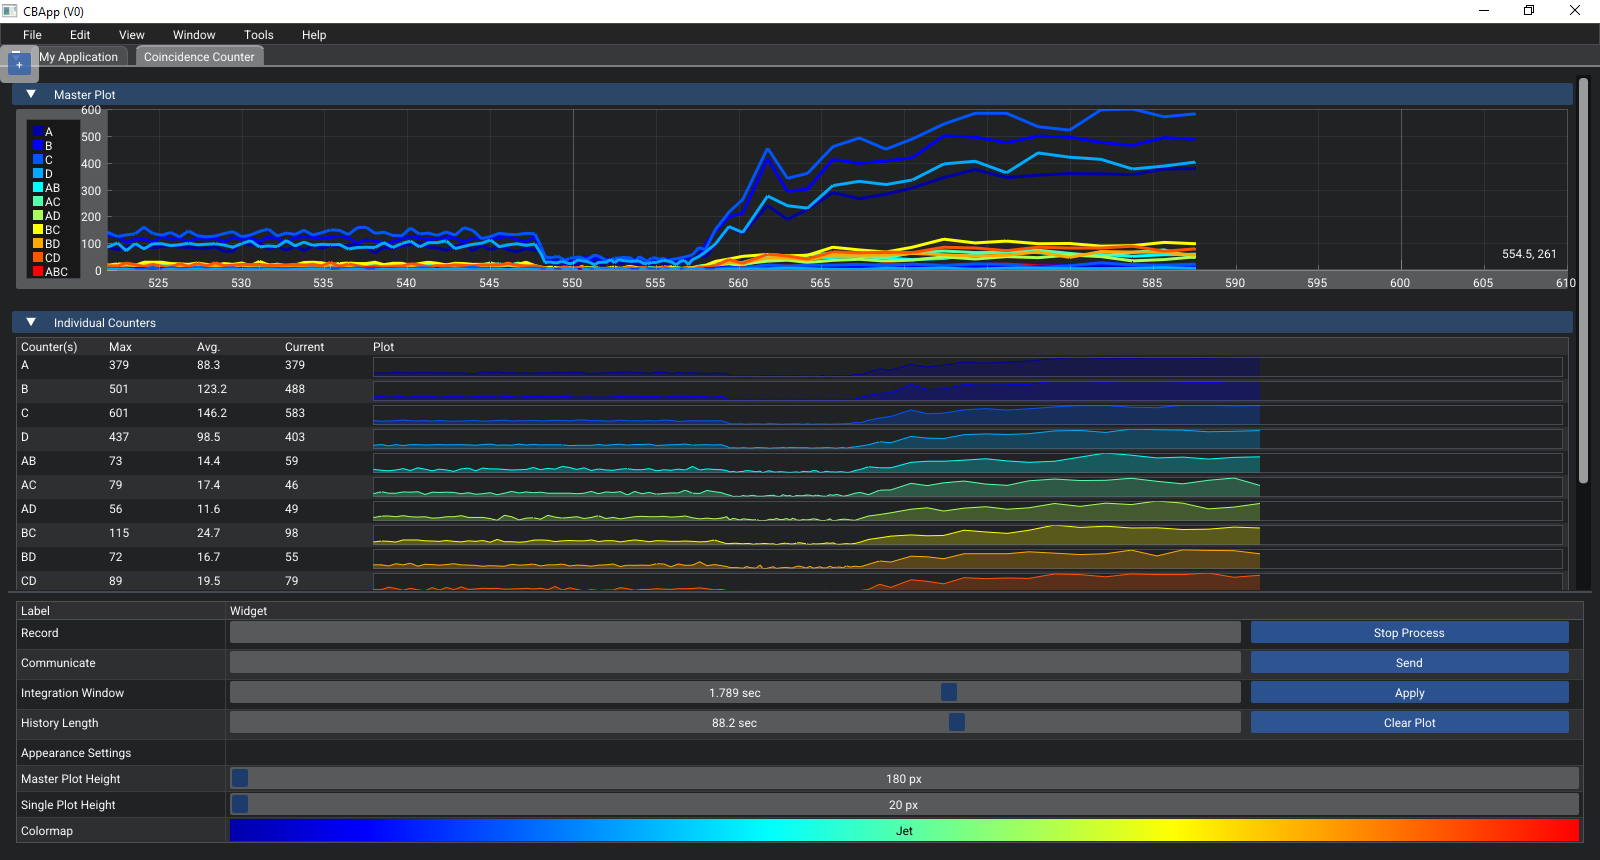 CBApp (V0)
File Edit View Window Tools Help
+ My Application Coincidence Counter
Master Plot
A
B
C
D
AB
AC
AD
BC
BD
CD
ABC
600
500
400
300
200
100
0
554.5, 261
525 530 535 540 545 550 555 560 565 570 575 580 585 590 595 600 605 610
Individual Counters
Counter(s) Max Avg. Current Plot
A 379 88.3 379
B 501 123.2 488
C 601 146.2 583
D 437 98.5 403
AB 73 14.4 59
AC 79 17.4 46
AD 56 11.6 49
BC 115 24.7 98
BD 72 16.7 55
CD 89 19.5 79
Label Widget
Record Stop Process
Communicate Send
Integration Window 1.789 sec Apply
History Length 88.2 sec Clear Plot
Appearance Settings
Master Plot Height 180 px
Single Plot Height 20 px
Colormap Jet